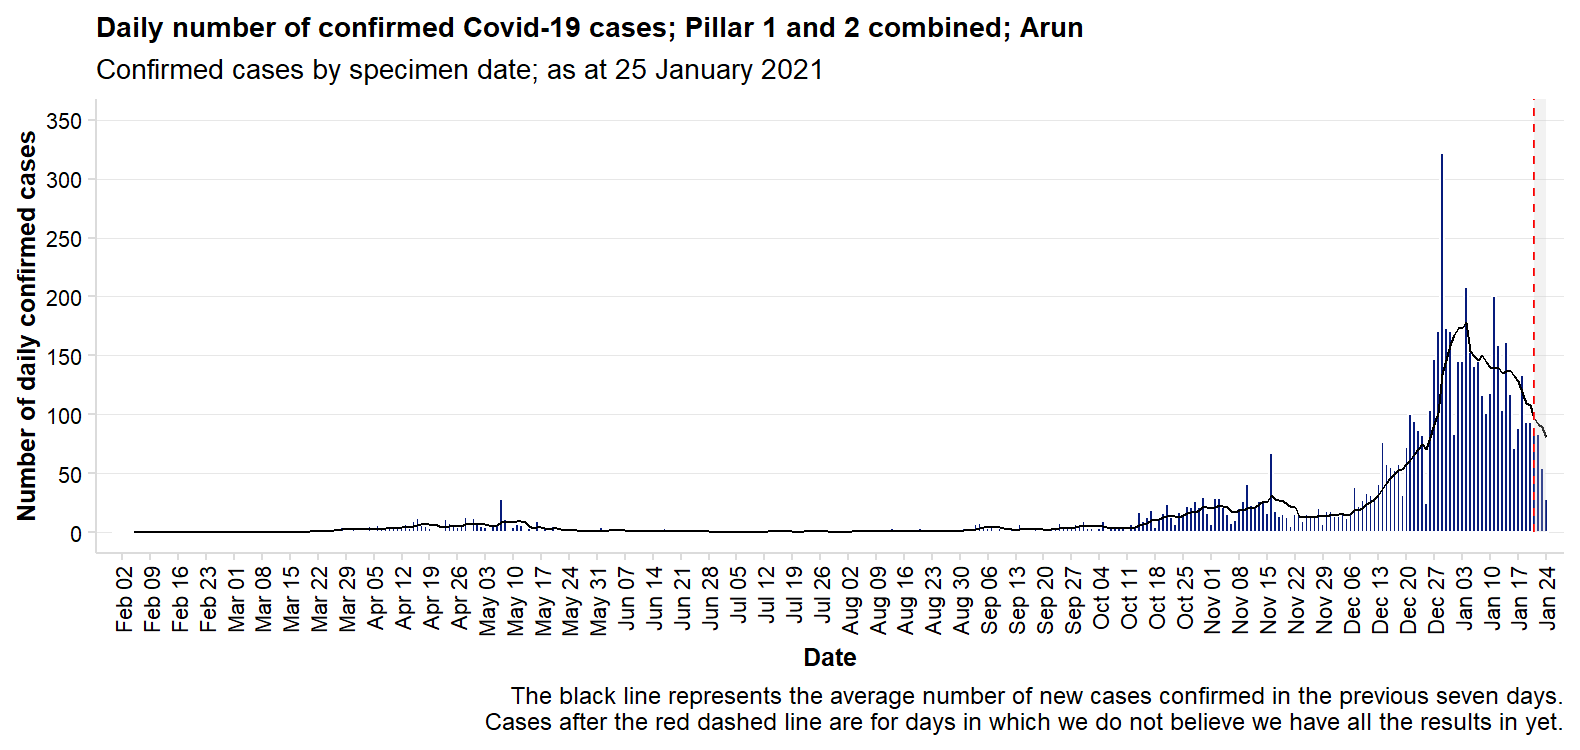 Daily number of confirmed Covid-19 cases; Pillar 1 and 2 combined; Arun
Confirmed cases by specimen date; as at 25 January 2021
Number of daily confirmed cases
350
300
250
200
150
100
50
0
Feb 02
Feb 09
Feb 16
Feb 23
Mar 01
Mar 08
Mar 15
Mar 22
Mar 29
Apr 05
Apr 12
Apr 19
Apr 26
May 03
May 10
May 17
May 24
May 31
Jun 07
Jun 14
Jun 21
Jun 28
Jul 05
Jul 12
Jul 19
Jul 26
Aug 02
Aug 09
Aug 16
Aug 23
Aug 30
Sep 06
Sep 13
Sep 20
Sep 27
Oct 04
Oct 11
Oct 18
Oct 25
Nov 01
Nov 08
Nov 15
Nov 22
Nov 29
Dec 06
Dec 13
Dec 20
Dec 27
Jan 03
Jan 10
Jan 17
Jan 24
Date
The black line represents the average number of new cases confirmed in the previous seven days.
Cases after the red dashed line are for days in which we do not believe we have all the results in yet.